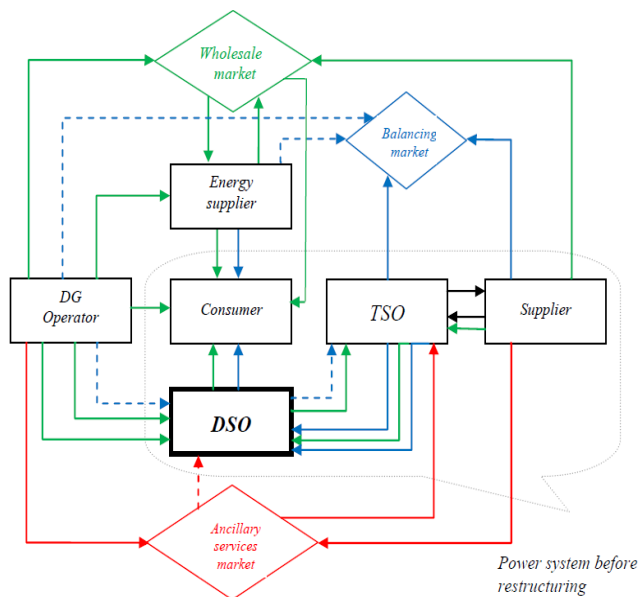 Wholesale
market
Balancing
market
Energy
supplier
DG
Operator
Consumer
TSO
Supplier
DSO
Ancillary
services
market
Power system before
restructuring